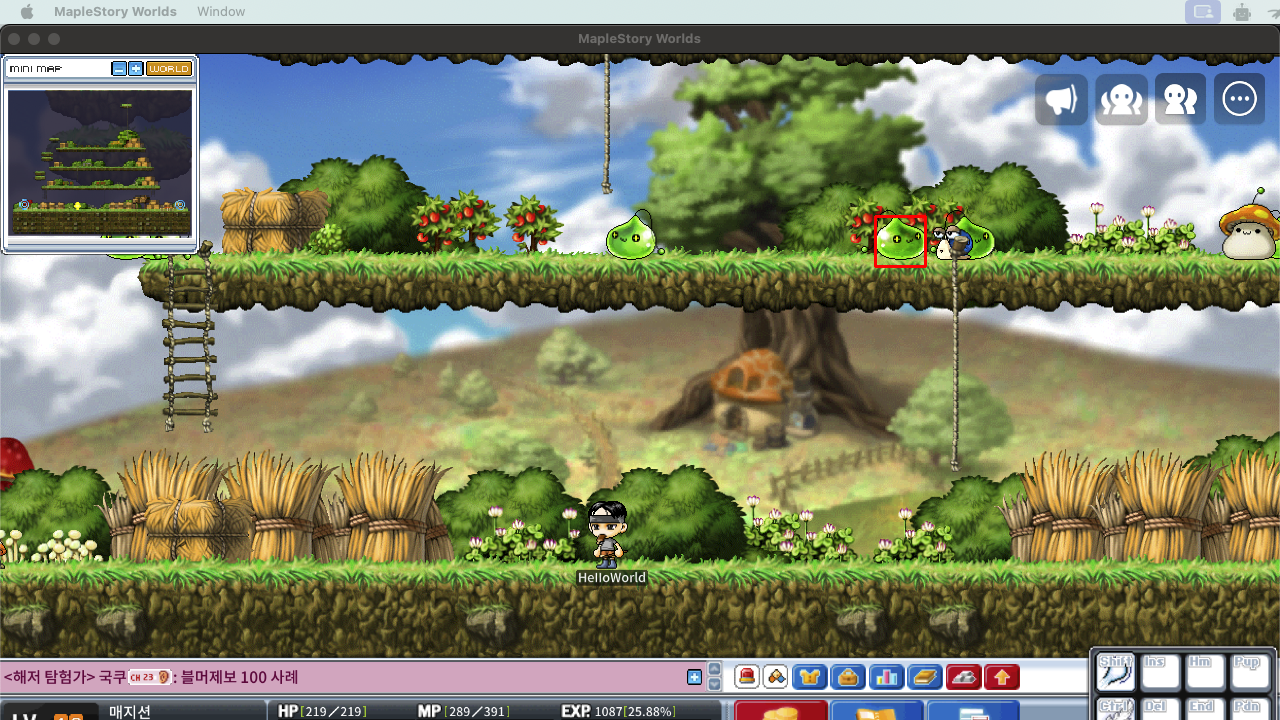 MapleStory Worlds Window
MapleStory Worlds
MINI MAP
WORLD
HelloWorld
<해저 탐험가> 국쿠 CH 23 : 블머제보 100 사례
Shift Ins Hm Pup
Ctrl Del End Pdn
매지션
HP[219/219] MP[289/391] EXP. 1087[25.88%]